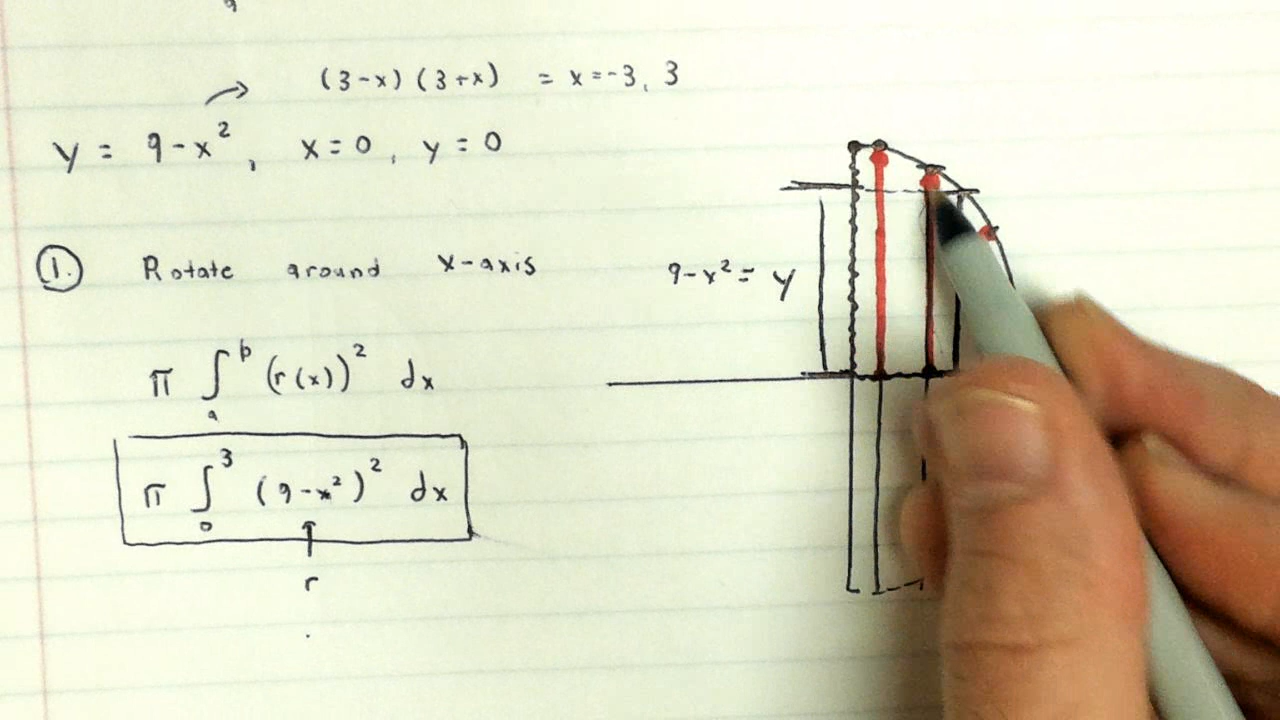 (3-x)(3+x) = x=-3, 3
y = 9-x², x=0, y=0
1. Rotate around x-axis
9-x² = y
π ∫ₐᵇ (r(x))² dx
π ∫₀³ (9-x²)² dx
r